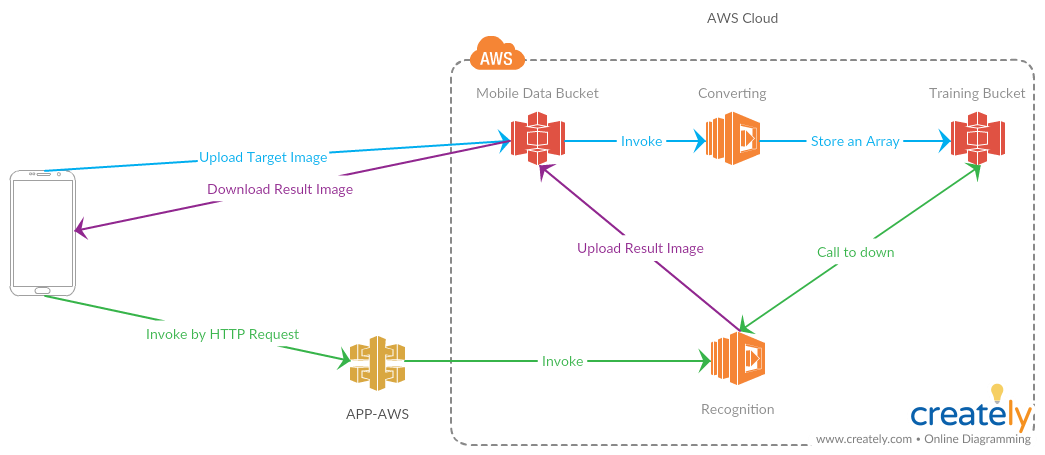 AWS Cloud
AWS
Mobile Data Bucket
Converting
Training Bucket
Upload Target Image
Invoke
Store an Array
Download Result Image
Upload Result Image
Call to down
Invoke by HTTP Request
Invoke
APP-AWS
Recognition
creately
www.creately.com • Online Diagramming